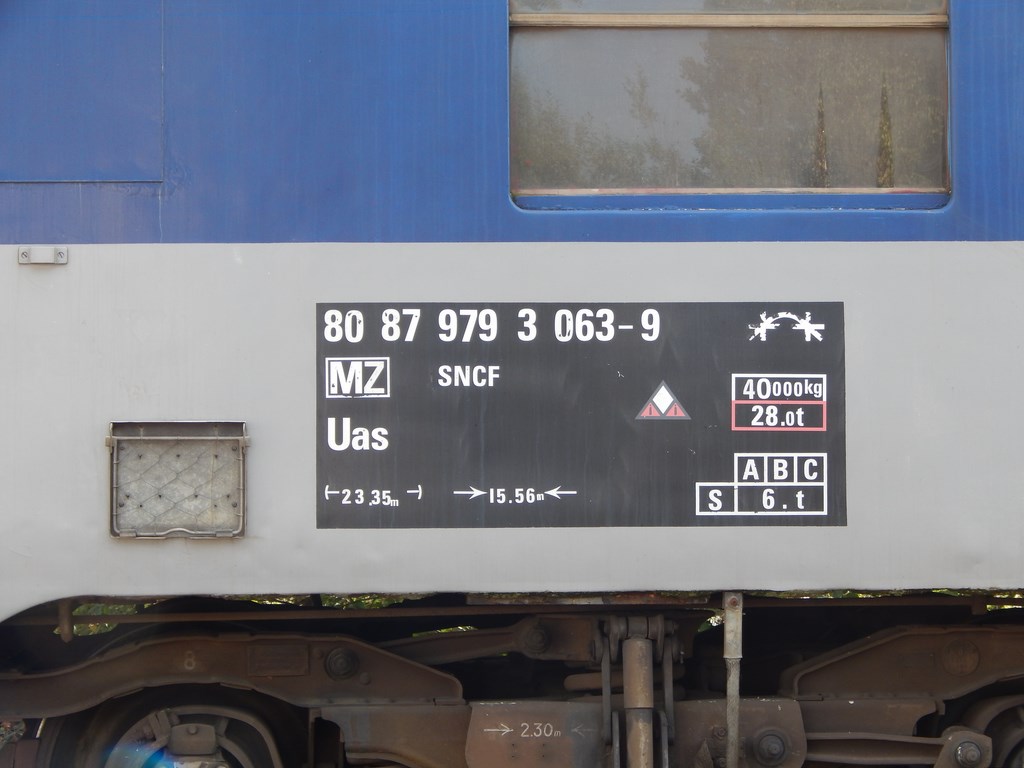 80 87 979 3 063-9
MZ SNCF
40000kg
28.0t
Uas
23,35m 15.56m
A B C
S 6.t
8
2.30m